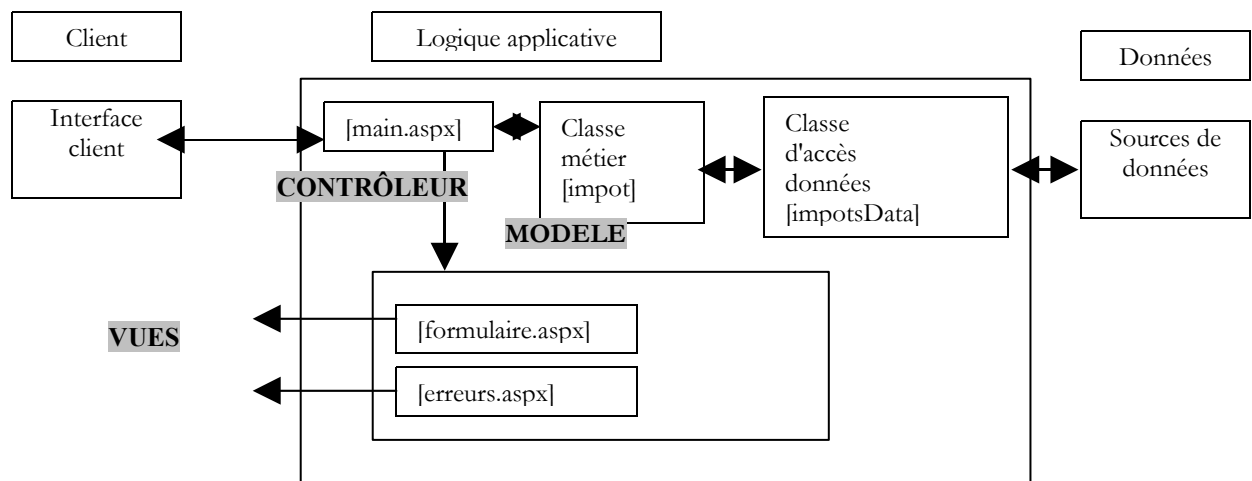 Client
Logique applicative
Données
Interface
client
[main.aspx]
Classe
métier
[impot]
Classe
d'accès
données
[impotsData]
Sources de
données
CONTRÔLEUR
MODELE
VUES
[formulaire.aspx]
[erreurs.aspx]